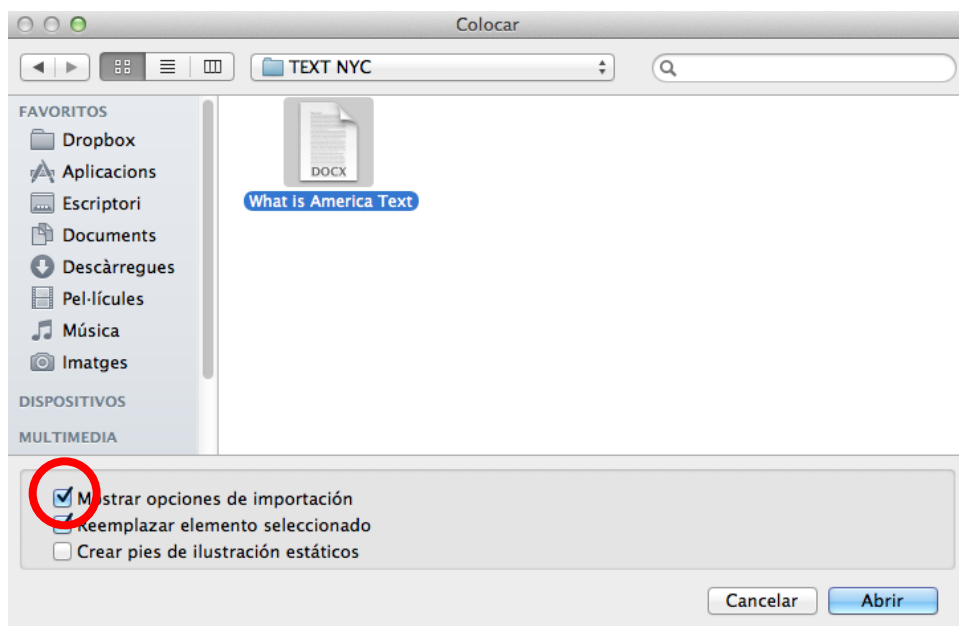 Colocar
TEXT NYC
FAVORITOS
Dropbox
Aplicacions
Escriptori
Documents
Descàrregues
Pel·lícules
Música
Imatges
DISPOSITIVOS
MULTIMEDIA
DOCX
What is America Text
Mostrar opciones de importación
Reemplazar elemento seleccionado
Crear pies de ilustración estáticos
Cancelar
Abrir